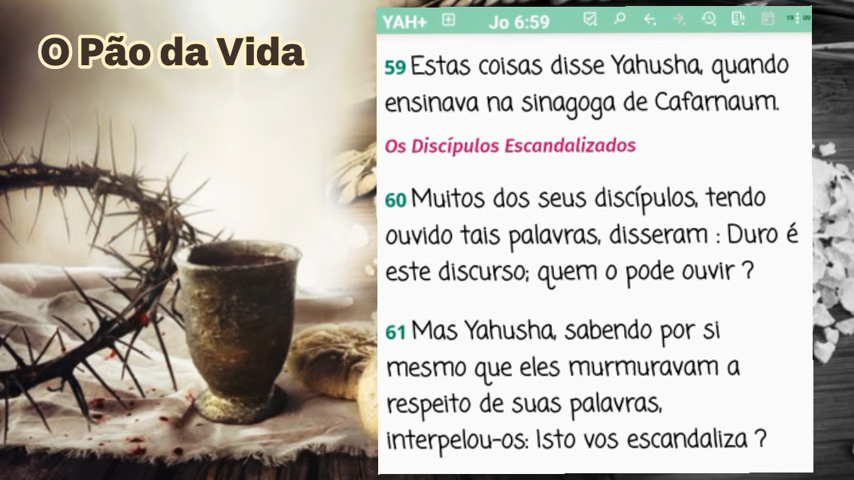 O Pão da Vida
YAH+ Jo 6:59
59 Estas coisas disse Yahusha, quando
ensinava na sinagoga de Cafarnaum.
Os Discípulos Escandalizados
60 Muitos dos seus discípulos, tendo
ouvido tais palavras, disseram : Duro é
este discurso; quem o pode ouvir ?
61 Mas Yahusha, sabendo por si
mesmo que eles murmuravam a
respeito de suas palavras,
interpelou-os: Isto vos escandaliza ?